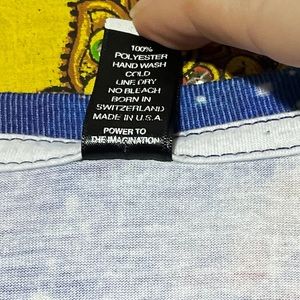 100%
POLYESTER
HAND WASH
COLD
LINE DRY
NO BLEACH
BORN IN
SWITZERLAND
MADE IN U.S.A.
POWER TO
THE IMAGINATION